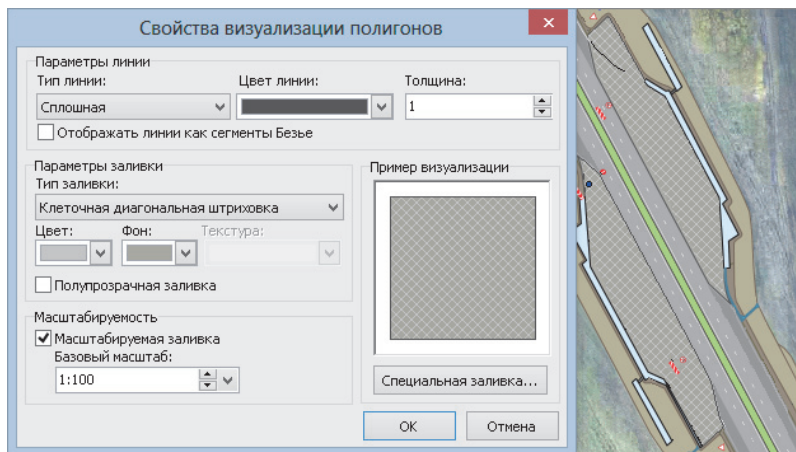 Свойства визуализации полигонов
Параметры линии
Тип линии: Цвет линии: Толщина:
Сплошная 1
Отображать линии как сегменты Безье
Параметры заливки
Тип заливки:
Клеточная диагональная штриховка
Цвет: Фон: Текстура:
Полупрозрачная заливка
Масштабируемость
Масштабируемая заливка
Базовый масштаб:
1:100
Пример визуализации
Специальная заливка...
ОК Отмена